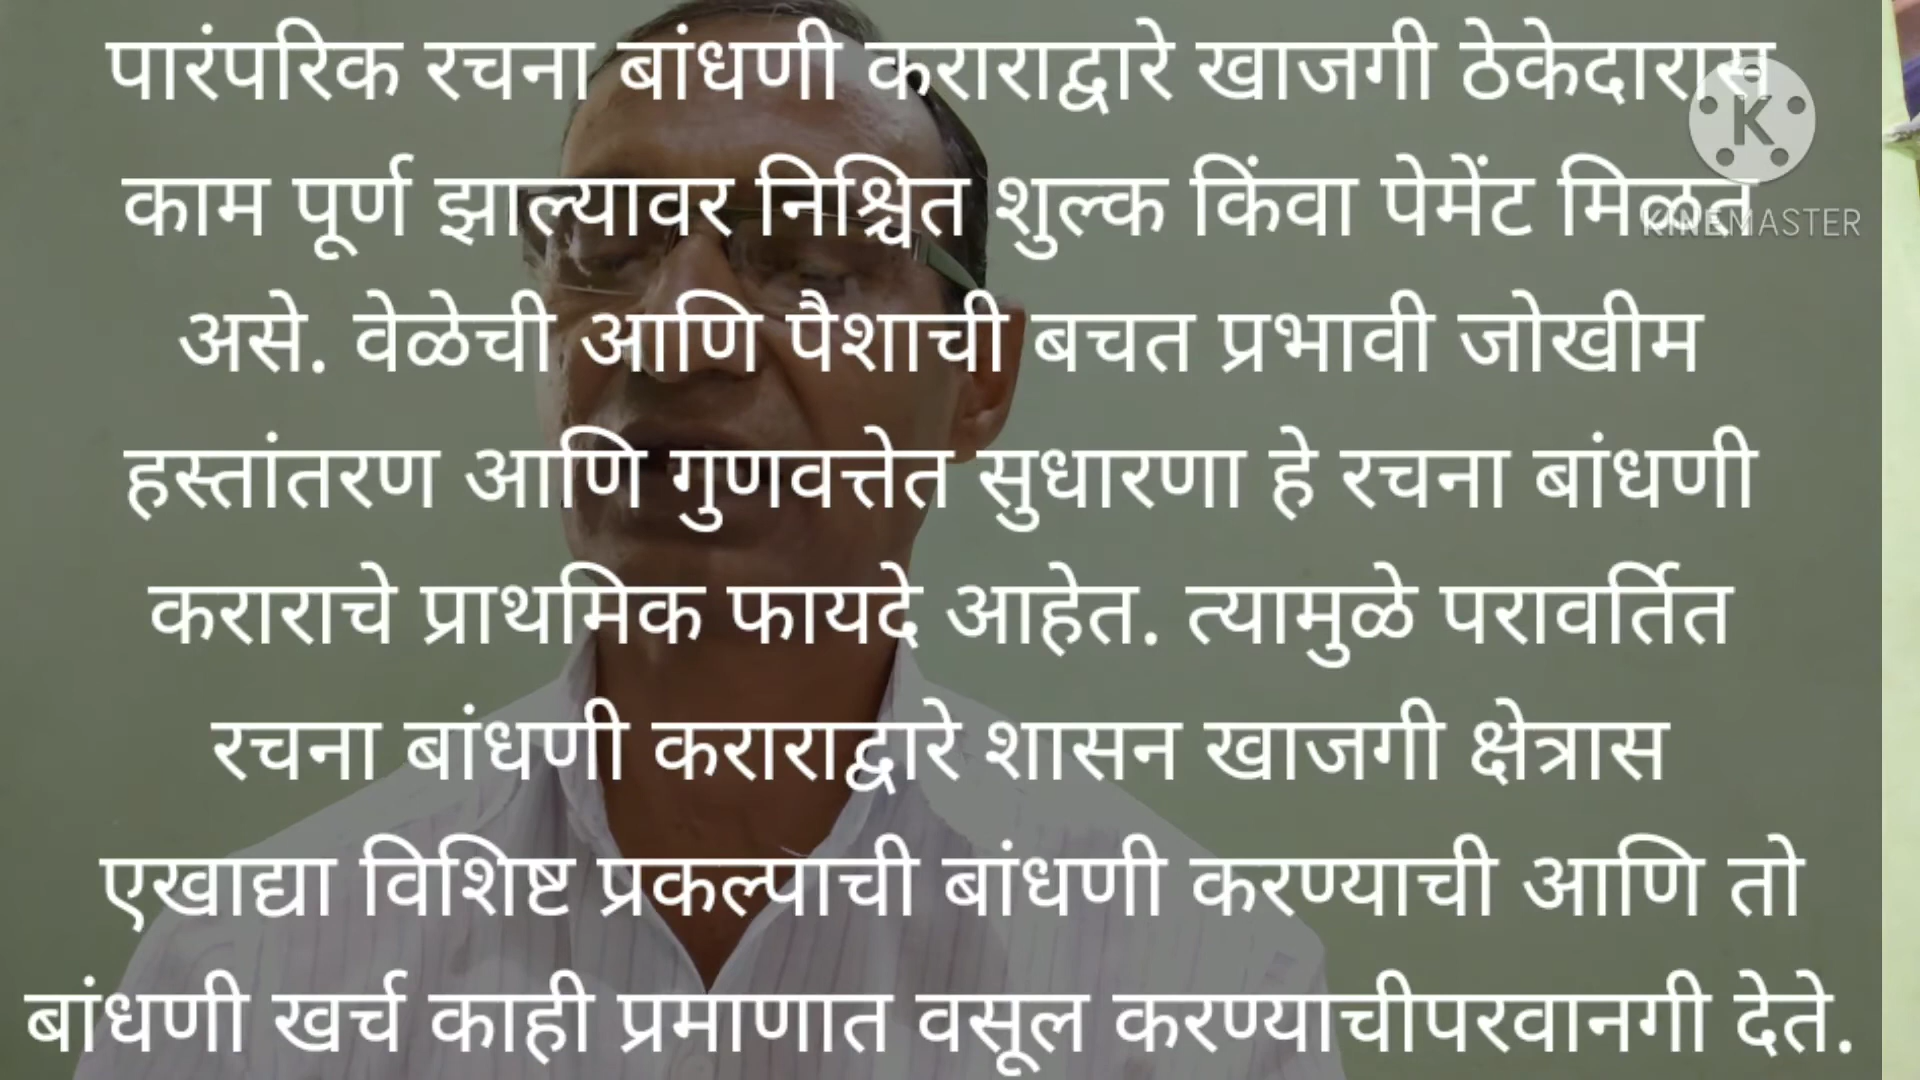 पारंपरिक रचना बांधणी कराराद्वारे खाजगी ठेकेदारास
काम पूर्ण झाल्यावर निश्चित शुल्क किंवा पेमेंट मिळत
असे. वेळेची आणि पैशाची बचत प्रभावी जोखीम
हस्तांतरण आणि गुणवत्तेत सुधारणा हे रचना बांधणी
कराराचे प्राथमिक फायदे आहेत. त्यामुळे परावर्तित
रचना बांधणी कराराद्वारे शासन खाजगी क्षेत्रास
एखाद्या विशिष्ट प्रकल्पाची बांधणी करण्याची आणि तो
बांधणी खर्च काही प्रमाणात वसूल करण्याचीपरवानगी देते.
K
KINEMASTER